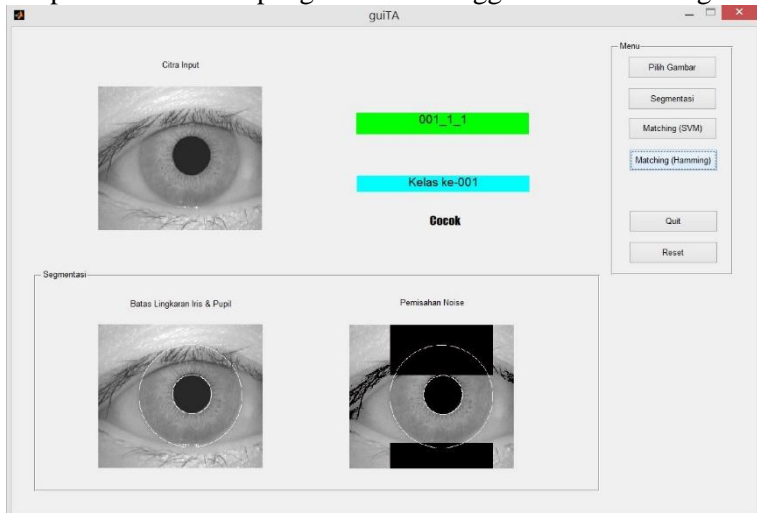 guiTA
Citra Input
001_1_1
Kelas ke-001
Cocok
Menu
Pilih Gambar
Segmentasi
Matching (SVM)
Matching (Hamming)
Quit
Reset
Segmentasi
Batas Lingkaran Iris & Pupil
Pemisahan Noise